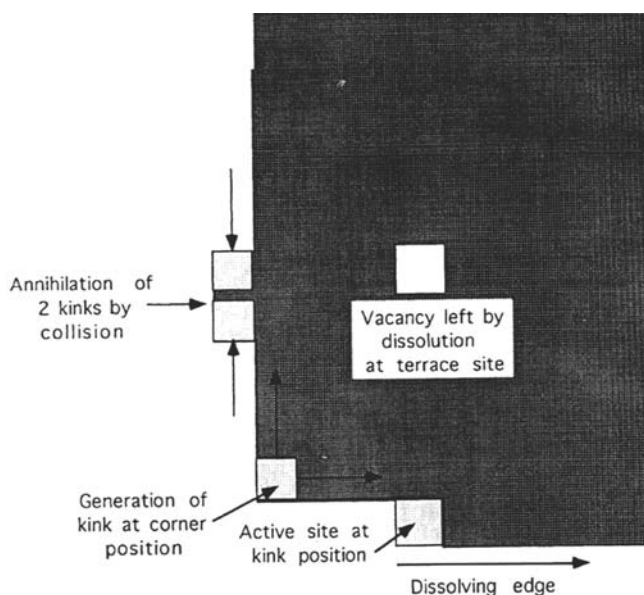 Annihilation of
2 kinks by
collision
Vacancy left by
dissolution
at terrace site
Generation of
kink at corner
position
Active site at
kink position
Dissolving edge